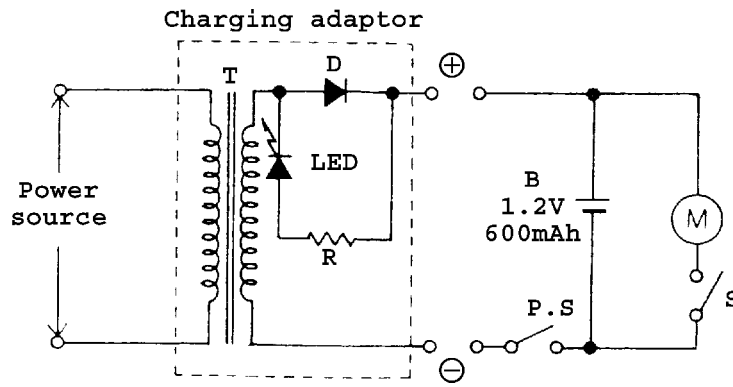 Charging adaptor
T
D
⊕
LED
Power
source
R
B
1.2V
600mAh
M
P.S
S
⊖